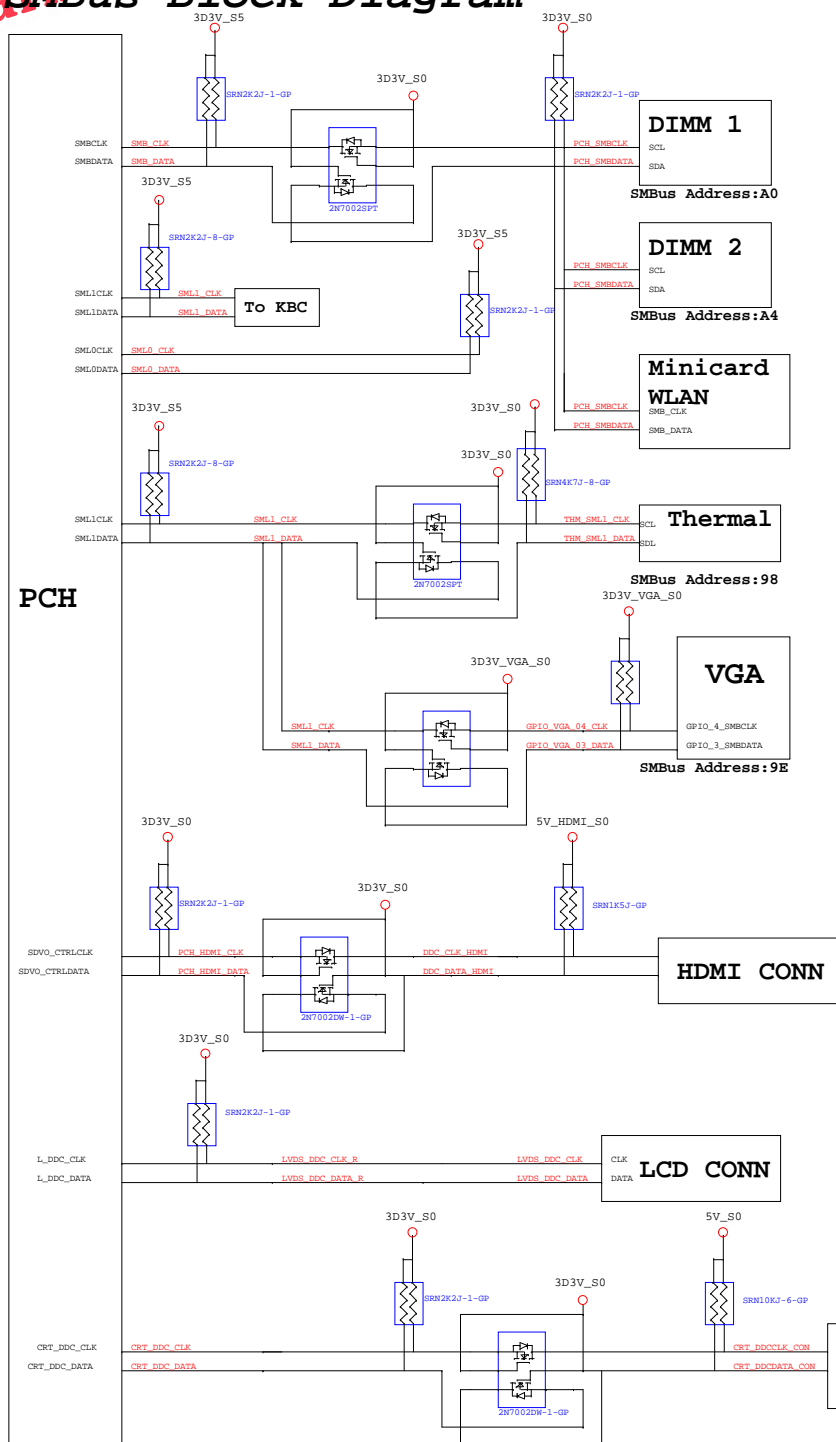 SMBus Block Diagram
3D3V_S5
3D3V_S0
SRN2K2J-1-GP
3D3V_S0
SRN2K2J-1-GP
DIMM 1
SMBCLK
SMB_CLK
PCH_SMBCLK
SCL
SMBDATA
SMB_DATA
PCH_SMBDATA
SDA
2N7002SPT
SMBus Address:A0
3D3V_S5
SRN2K2J-8-GP
3D3V_S5
DIMM 2
PCH_SMBCLK
SCL
PCH_SMBDATA
SDA
SML1CLK
SML1_CLK
SML1DATA
SML1_DATA
To KBC
SRN2K2J-1-GP
SMBus Address:A4
SML0CLK
SML0_CLK
SML0DATA
SML0_DATA
Minicard
WLAN
PCH_SMBCLK
SMB_CLK
PCH_SMBDATA
SMB_DATA
3D3V_S5
3D3V_S0
SRN2K2J-8-GP
3D3V_S0
SRN4K7J-8-GP
SML1CLK
SML1_CLK
THM_SML1_CLK
SCL
Thermal
SML1DATA
SML1_DATA
THM_SML1_DATA
SDL
2N7002SPT
SMBus Address:98
PCH
3D3V_VGA_S0
3D3V_VGA_S0
VGA
SML1_CLK
GPIO_VGA_04_CLK
GPIO_4_SMBCLK
SML1_DATA
GPIO_VGA_03_DATA
GPIO_3_SMBDATA
SMBus Address:9E
3D3V_S0
5V_HDMI_S0
3D3V_S0
SRN2K2J-1-GP
SRN1K5J-GP
SDVO_CTRLCLK
PCH_HDMI_CLK
DDC_CLK_HDMI
SDVO_CTRLDATA
PCH_HDMI_DATA
DDC_DATA_HDMI
HDMI CONN
2N7002DW-1-GP
3D3V_S0
SRN2K2J-1-GP
L_DDC_CLK
LVDS_DDC_CLK_R
LVDS_DDC_CLK
CLK
L_DDC_DATA
LVDS_DDC_DATA_R
LVDS_DDC_DATA
DATA
LCD CONN
3D3V_S0
5V_S0
3D3V_S0
SRN2K2J-1-GP
SRN10KJ-6-GP
CRT_DDC_CLK
CRT_DDC_CLK
CRT_DDCCLK_CON
CRT_DDC_DATA
CRT_DDC_DATA
CRT_DDCDATA_CON
2N7002DW-1-GP